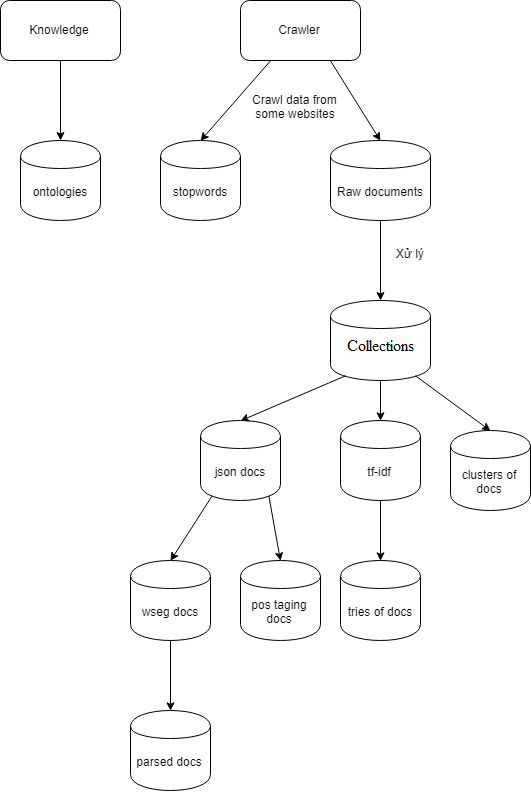 Knowledge
Crawler
Crawl data from
some websites
ontologies
stopwords
Raw documents
Xử lý
Collections
json docs
tf-idf
clusters of
docs
wseg docs
pos taging
docs
tries of docs
parsed docs